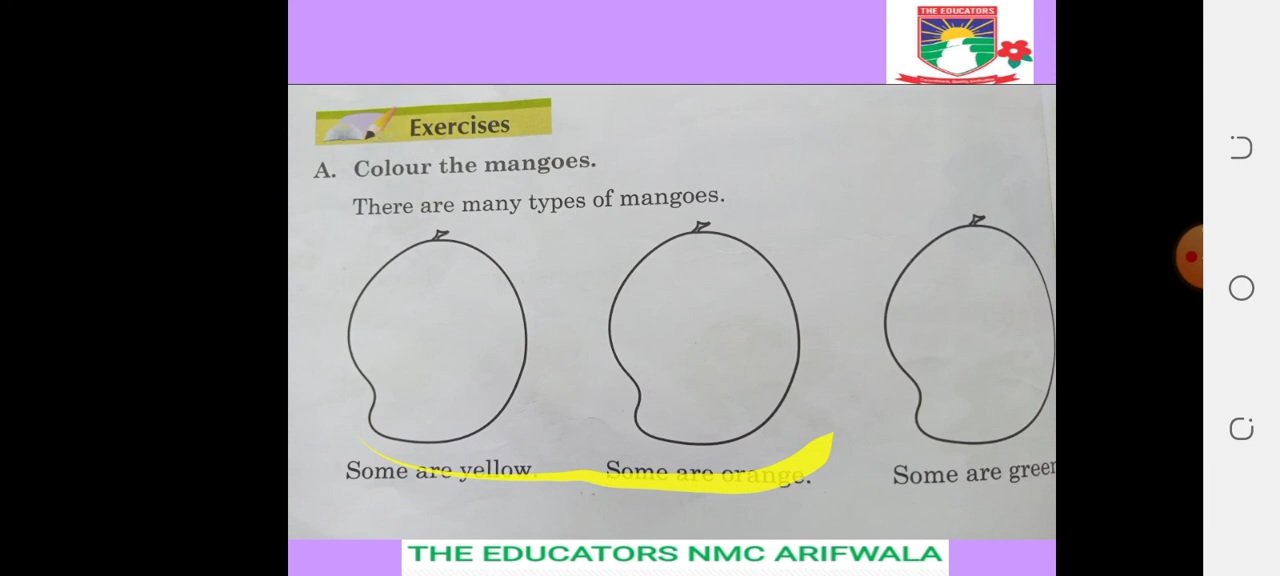 THE EDUCATORS
Exercises
A. Colour the mangoes.
There are many types of mangoes.
Some are yellow.
Some are orange.
Some are green
THE EDUCATORS NMC ARIFWALA